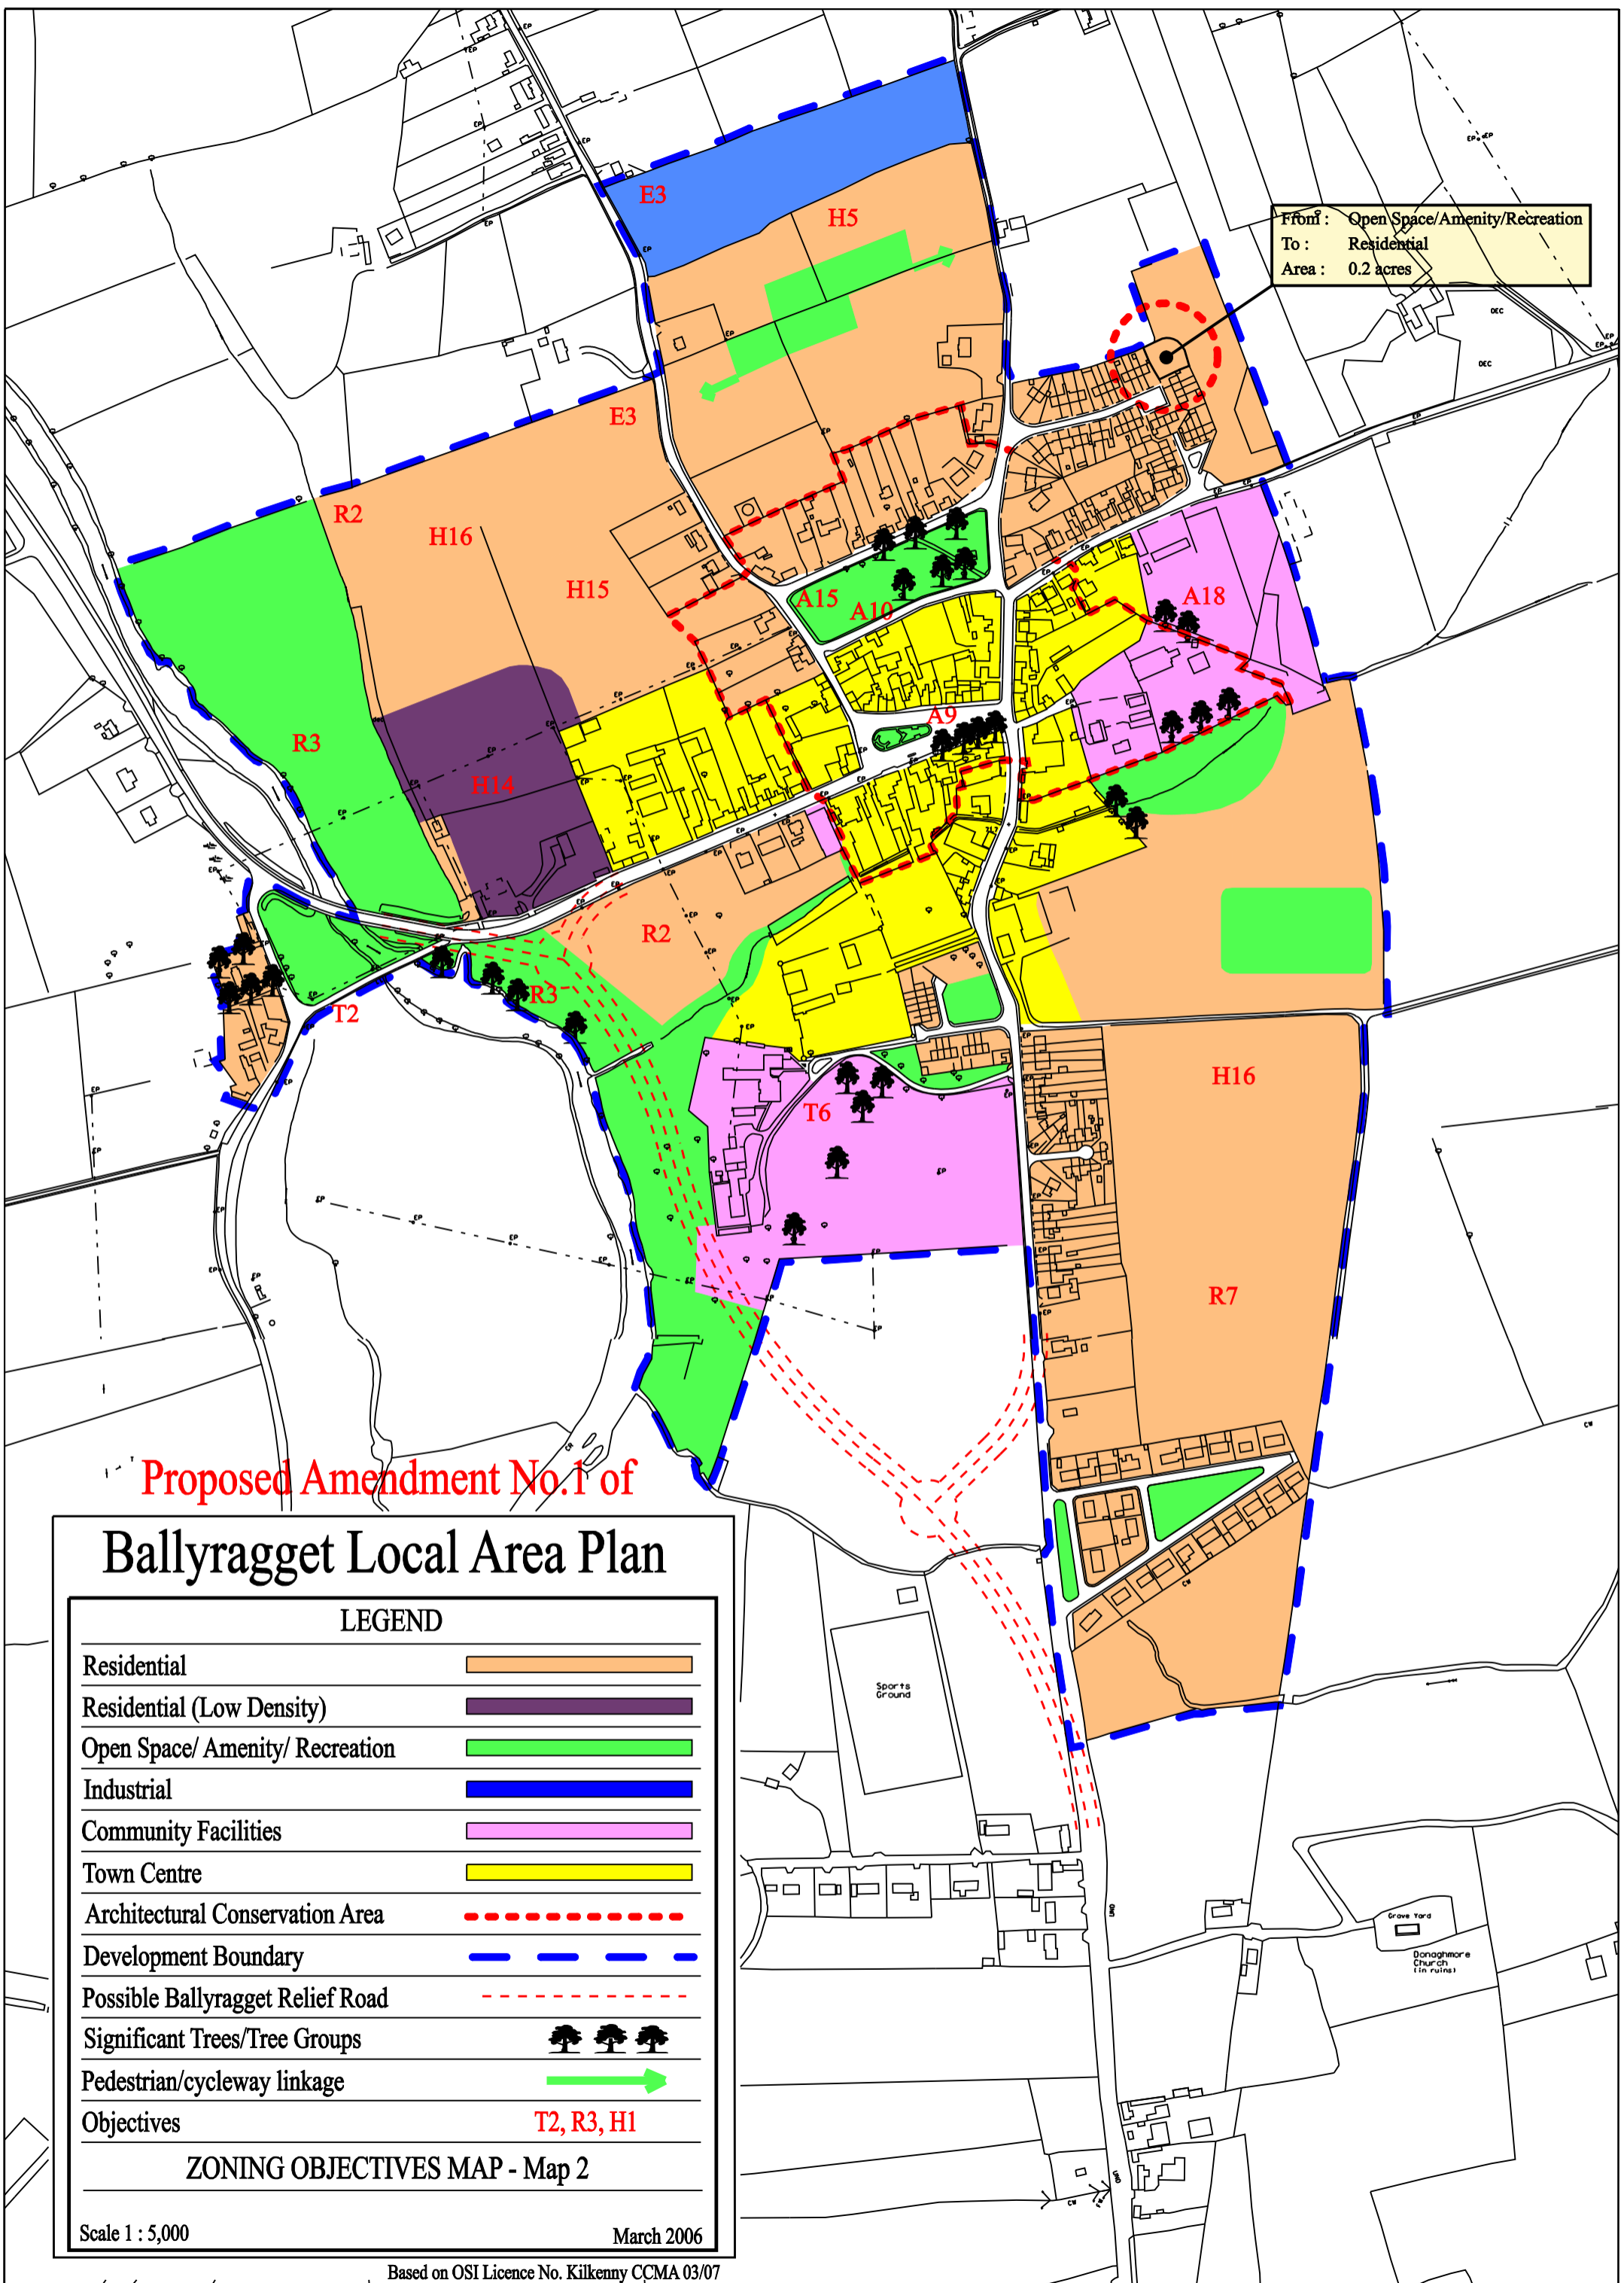 From : Open Space/Amenity/Recreation
To : Residential
Area : 0.2 acres
E3
H5
E3
R2
H16
H15
A15
A10
A18
A9
R3
H14
R2
R3
T2
T6
H16
R7
DEC
DEC
Sports
Ground
Grave Yard
Donaghmore
Church
(in ruins)
Proposed Amendment No.1 of
Ballyragget Local Area Plan
LEGEND
Residential
Residential (Low Density)
Open Space/ Amenity/ Recreation
Industrial
Community Facilities
Town Centre
Architectural Conservation Area
Development Boundary
Possible Ballyragget Relief Road
Significant Trees/Tree Groups
Pedestrian/cycleway linkage
Objectives T2, R3, H1
ZONING OBJECTIVES MAP - Map 2
Scale 1 : 5,000 March 2006
Based on OSI Licence No. Kilkenny CCMA 03/07